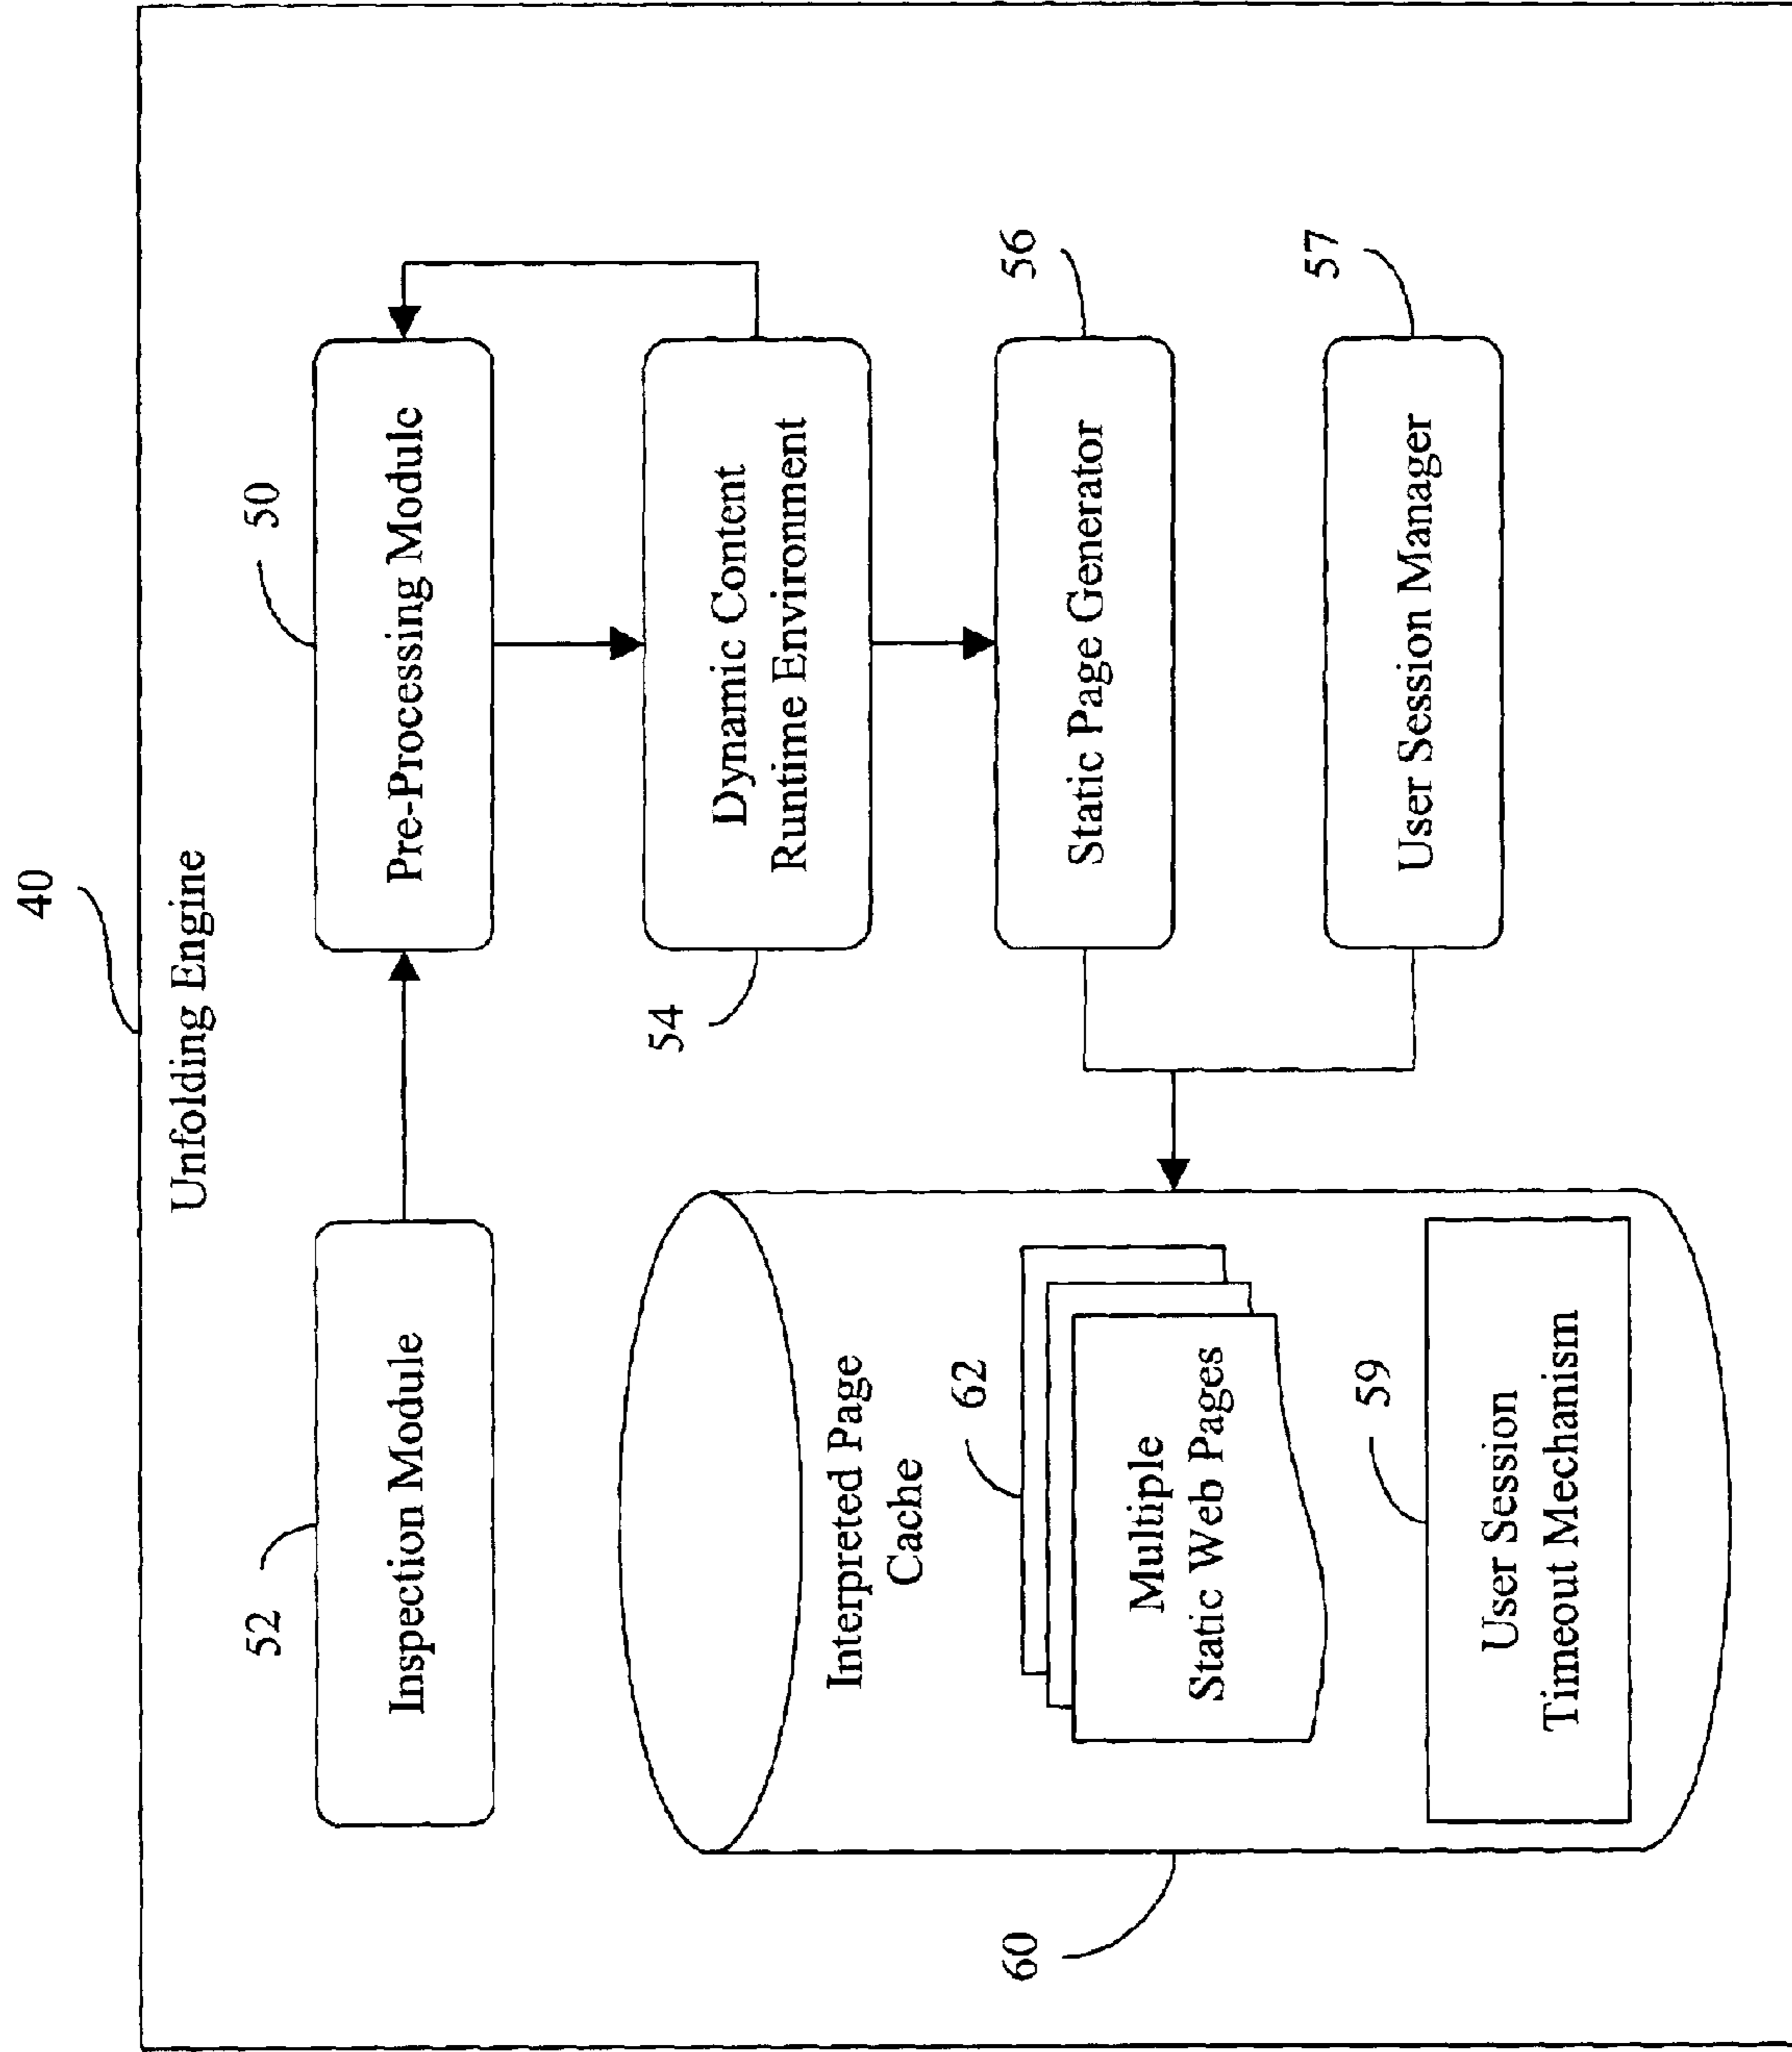 40
Unfolding Engine
52
Inspection Module
50
Pre-Processing Module
54
Dynamic Content
Runtime Environment
60
Interpreted Page
Cache
62
Multiple
Static Web Pages
56
Static Page Generator
59
User Session
Timeout Mechanism
57
User Session Manager